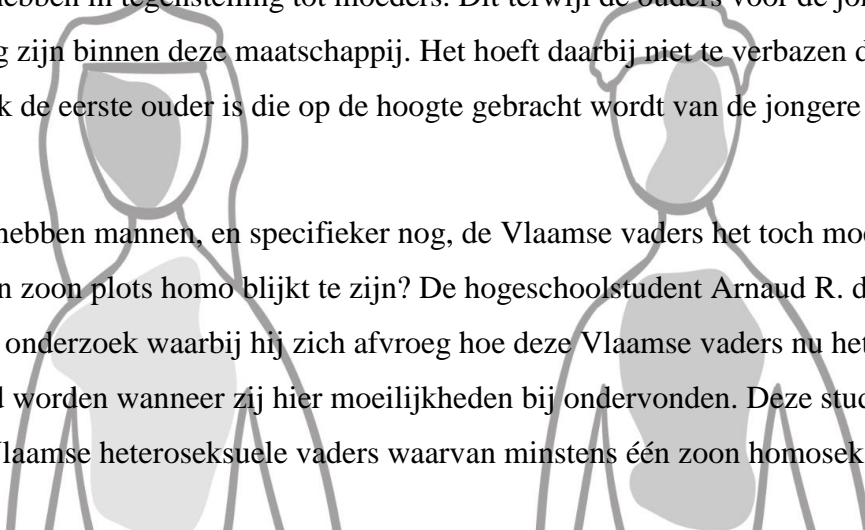 hebben in tegenstelling tot moeders. Dit terwijl de ouders voor de
zijn binnen deze maatschappij. Het hoeft daarbij niet te verbazen
de eerste ouder is die op de hoogte gebracht wordt van de jongere
hebben mannen, en specifieker nog, de Vlaamse vaders het toch
zoon plots homo blijkt te zijn? De hogeschoolstudent Arnaud R.
onderzoek waarbij hij zich afvroeg hoe deze Vlaamse vaders nu het
worden wanneer zij hier moeilijkheden bij ondervonden. Deze
Vlaamse heteroseksuele vaders waarvan minstens één zoon